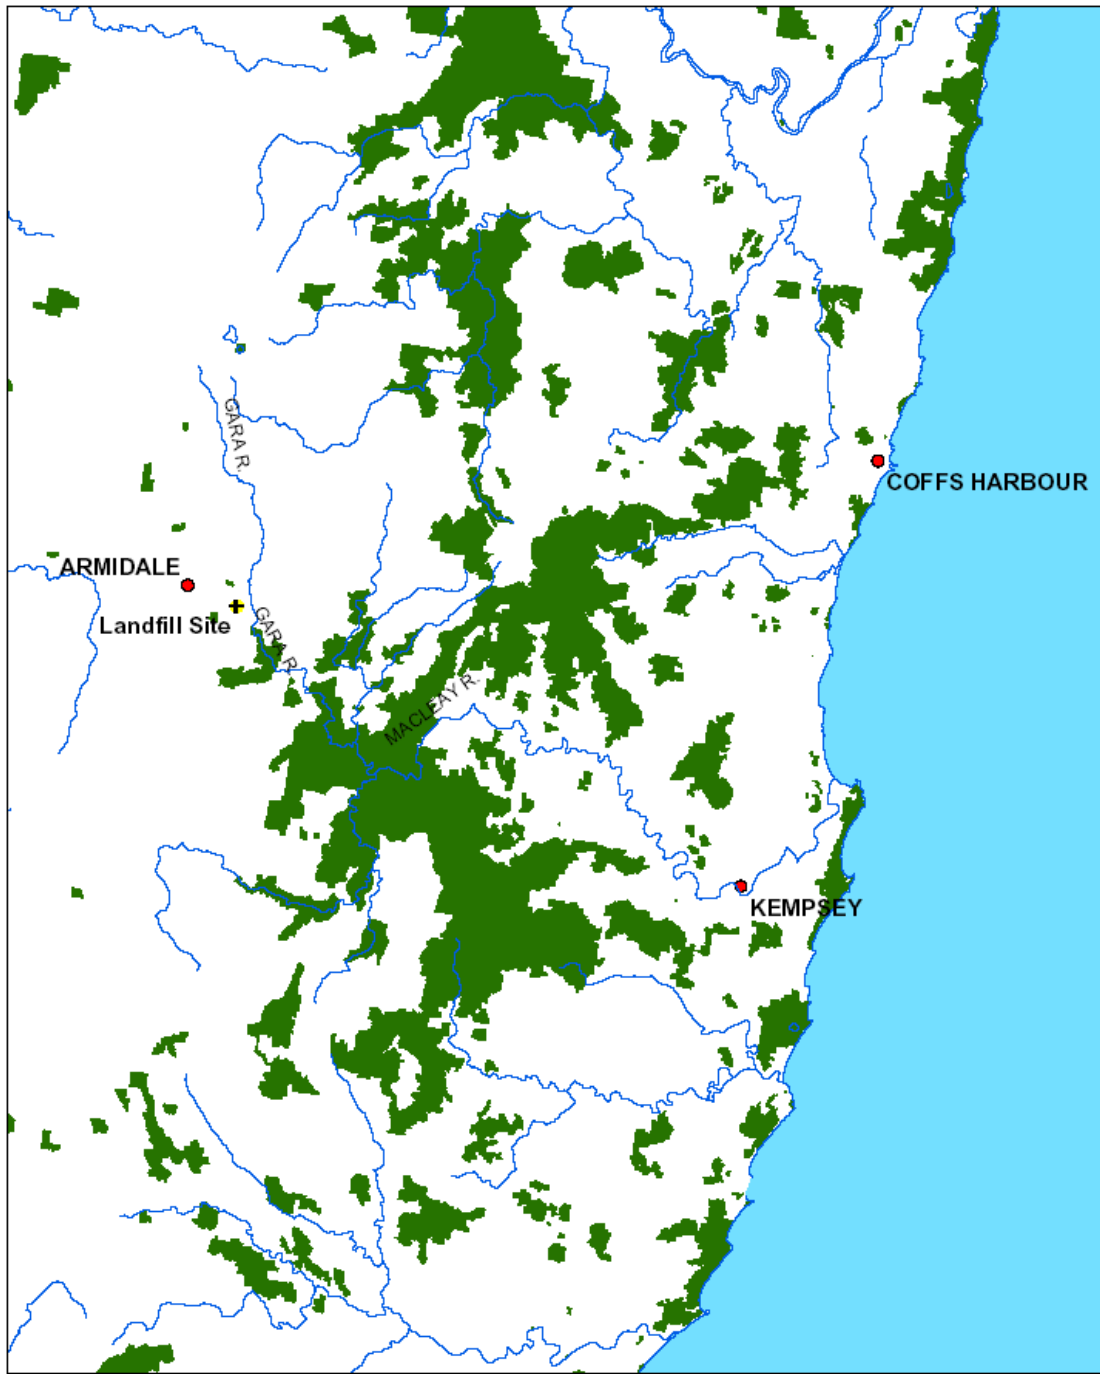 GARA R.
COFFS HARBOUR
ARMIDALE
Landfill Site
GARA R.
MACLEAY R.
KEMPSEY